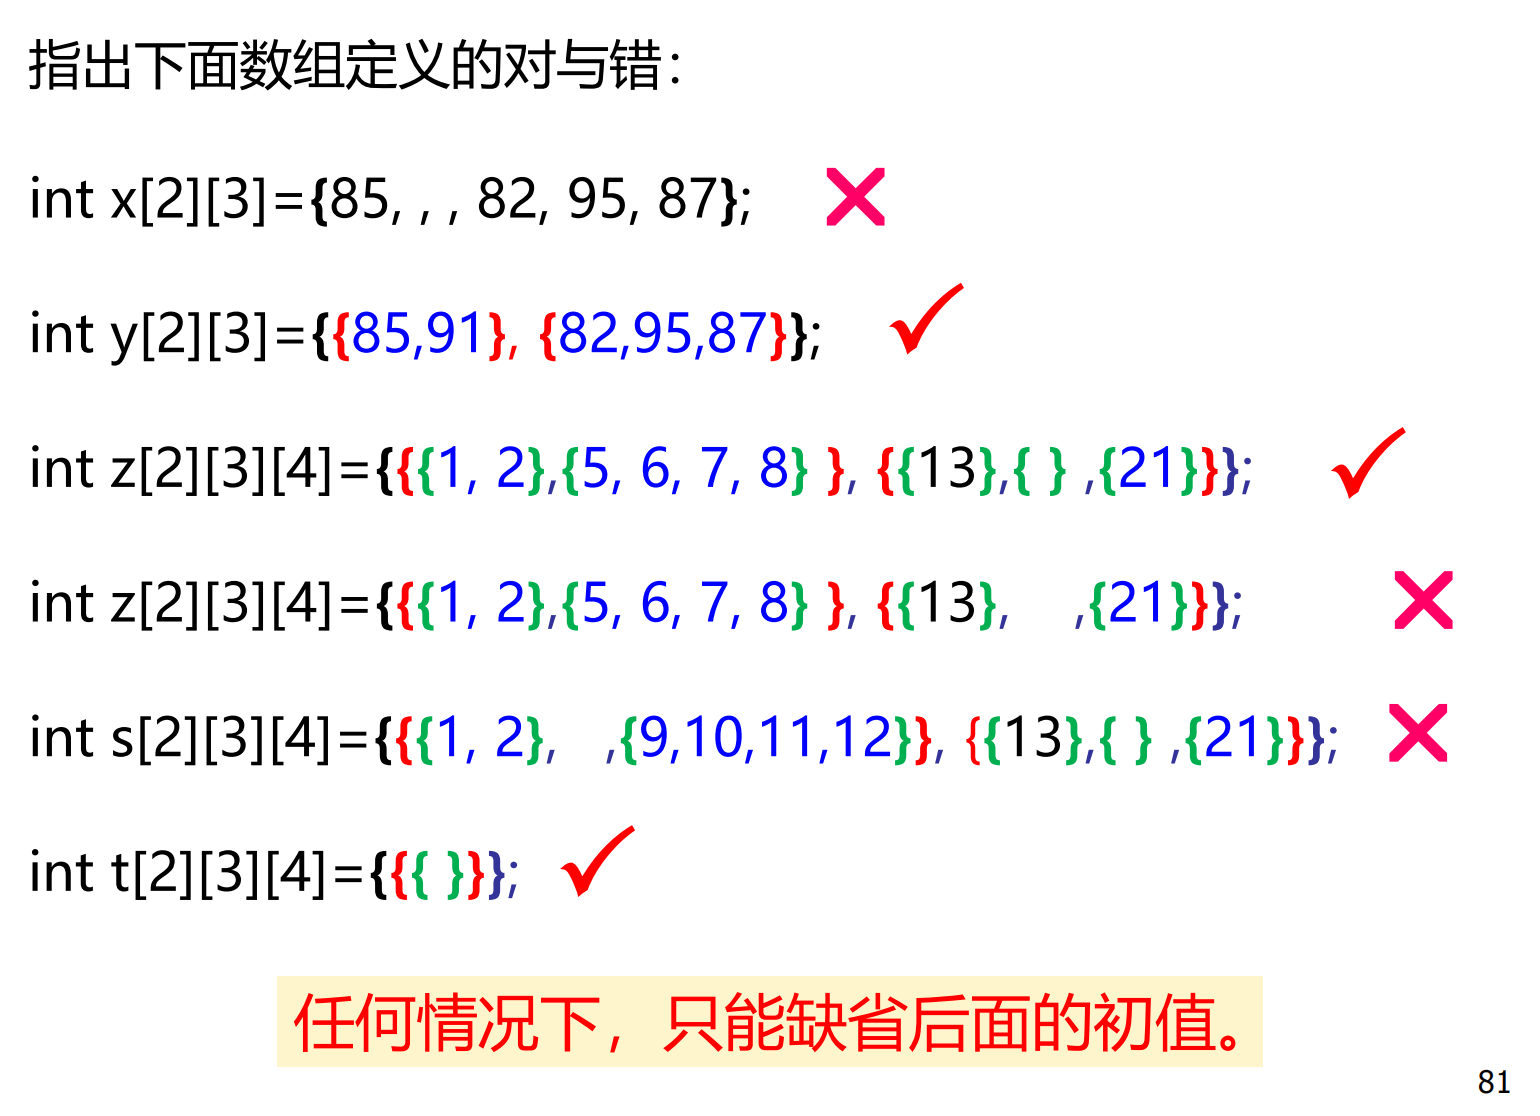 指出下面数组定义的对与错：
int x[2][3]={85, , , 82, 95, 87};
int y[2][3]={{85,91}, {82,95,87}};
int z[2][3][4]={{{1, 2},{5, 6, 7, 8} }, {{13},{ } ,{21}}};
int z[2][3][4]={{{1, 2},{5, 6, 7, 8} }, {{13}, ,{21}}};
int s[2][3][4]={{{1, 2}, ,{9,10,11,12}}, {{13},{ } ,{21}}};
int t[2][3][4]={{{ }}};
任何情况下，只能缺省后面的初值。
81